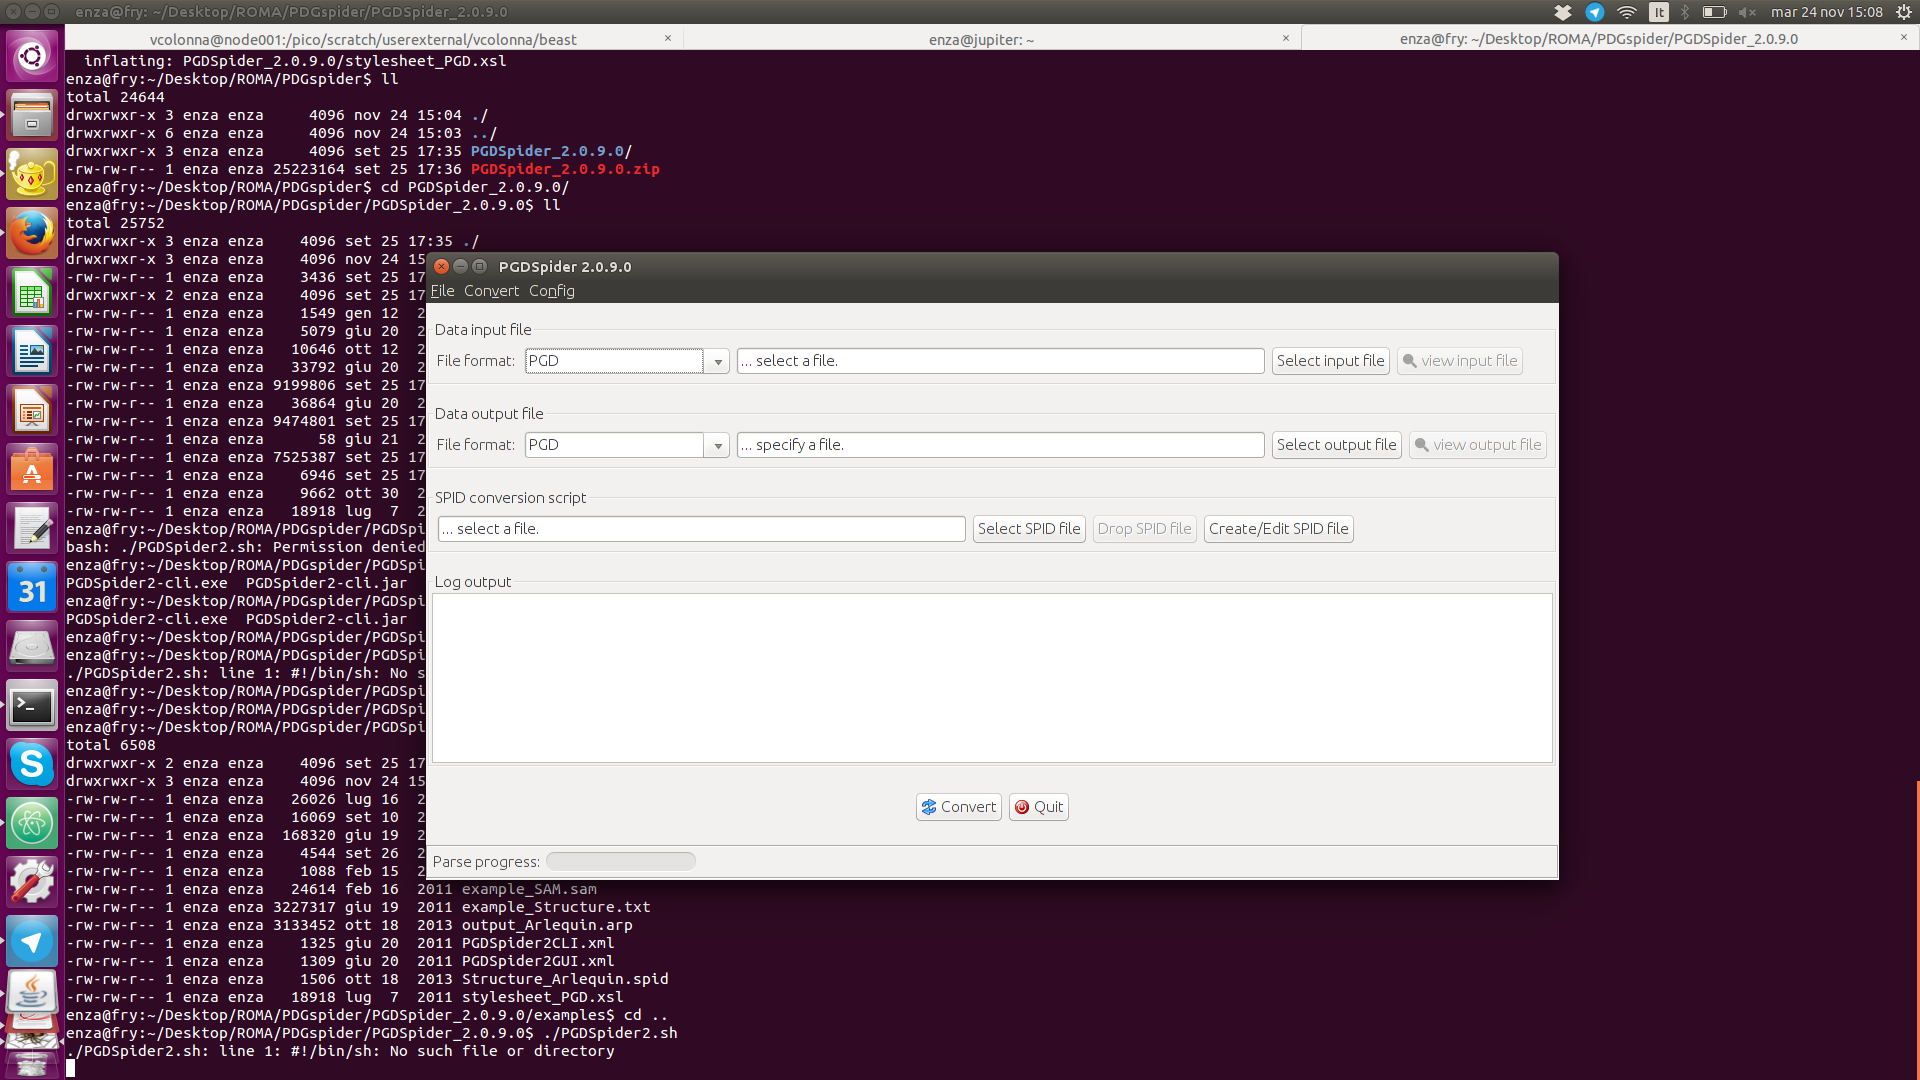 enza@fry: ~/Desktop/ROMA/PDGspider/PGDSpider_2.0.9.0
It
mar 24 nov 15:08
vcolonna@node001:/pico/scratch/userexternal/vcolonna/beast ×
enza@jupiter: ~ ×
enza@fry: ~/Desktop/ROMA/PDGspider/PGDSpider_2.0.9.0 ×
inflating: PGDSpider_2.0.9.0/stylesheet_PGD.xsl
enza@fry:~/Desktop/ROMA/PDGspider$ ll
total 24644
drwxrwxr-x 3 enza enza     4096 nov 24 15:04 ./
drwxrwxr-x 6 enza enza     4096 nov 24 15:03 ../
drwxrwxr-x 3 enza enza     4096 set 25 17:35 PGDSpider_2.0.9.0/
-rw-rw-r-- 1 enza enza 25223164 set 25 17:36 PGDSpider_2.0.9.0.zip
enza@fry:~/Desktop/ROMA/PDGspider$ cd PGDSpider_2.0.9.0/
enza@fry:~/Desktop/ROMA/PDGspider/PGDSpider_2.0.9.0$ ll
total 25752
drwxrwxr-x 3 enza enza    4096 set 25 17:35 ./
drwxrwxr-x 3 enza enza    4096 nov 24 15
-rw-rw-r-- 1 enza enza    3436 set 25 17
drwxrwxr-x 2 enza enza    4096 set 25 17
-rw-rw-r-- 1 enza enza    1549 gen 12  2
-rw-rw-r-- 1 enza enza    5079 giu 20  2
-rw-rw-r-- 1 enza enza   10646 ott 12  2
-rw-rw-r-- 1 enza enza   33792 giu 20  2
-rw-rw-r-- 1 enza enza 9199806 set 25 17
-rw-rw-r-- 1 enza enza   36864 giu 20  2
-rw-rw-r-- 1 enza enza 9474801 set 25 17
-rw-rw-r-- 1 enza enza      58 giu 21  2
-rw-rw-r-- 1 enza enza 7525387 set 25 17
-rw-rw-r-- 1 enza enza    6946 set 25 17
-rw-rw-r-- 1 enza enza    9662 ott 30  2
-rw-rw-r-- 1 enza enza   18918 lug  7  2
enza@fry:~/Desktop/ROMA/PDGspider/PGDSpi
bash: ./PGDSpider2.sh: Permission denied
enza@fry:~/Desktop/ROMA/PDGspider/PGDSpi
PGDSpider2-cli.exe  PGDSpider2-cli.jar
enza@fry:~/Desktop/ROMA/PDGspider/PGDSpi
PGDSpider2-cli.exe  PGDSpider2-cli.jar
enza@fry:~/Desktop/ROMA/PDGspider/PGDSpi
enza@fry:~/Desktop/ROMA/PDGspider/PGDSpi
./PGDSpider2.sh: line 1: #!/bin/sh: No s
enza@fry:~/Desktop/ROMA/PDGspider/PGDSpi
enza@fry:~/Desktop/ROMA/PDGspider/PGDSpi
enza@fry:~/Desktop/ROMA/PDGspider/PGDSpi
total 6508
drwxrwxr-x 2 enza enza    4096 set 25 17
drwxrwxr-x 3 enza enza    4096 nov 24 15
-rw-rw-r-- 1 enza enza   26026 lug 16  2
-rw-rw-r-- 1 enza enza   16069 set 10  2
-rw-rw-r-- 1 enza enza  168320 giu 19  2
-rw-rw-r-- 1 enza enza    4544 set 26  2
-rw-rw-r-- 1 enza enza    1088 feb 15  2
-rw-rw-r-- 1 enza enza   24614 feb 16  2011 example_SAM.sam
-rw-rw-r-- 1 enza enza 3227317 giu 19  2011 example_Structure.txt
-rw-rw-r-- 1 enza enza 3133452 ott 18  2013 output_Arlequin.arp
-rw-rw-r-- 1 enza enza    1325 giu 20  2011 PGDSpider2CLI.xml
-rw-rw-r-- 1 enza enza    1309 giu 20  2011 PGDSpider2GUI.xml
-rw-rw-r-- 1 enza enza    1506 ott 18  2013 Structure_Arlequin.spid
-rw-rw-r-- 1 enza enza   18918 lug  7  2011 stylesheet_PGD.xsl
enza@fry:~/Desktop/ROMA/PDGspider/PGDSpider_2.0.9.0/examples$ cd ..
enza@fry:~/Desktop/ROMA/PDGspider/PGDSpider_2.0.9.0$ ./PGDSpider2.sh
./PGDSpider2.sh: line 1: #!/bin/sh: No such file or directory
PGDSpider 2.0.9.0
File Convert Config
Data input file
File format: PGD ... select a file. Select input file view input file
Data output file
File format: PGD ... specify a file. Select output file view output file
SPID conversion script
... select a file. Select SPID file Drop SPID file Create/Edit SPID file
Log output
Convert Quit
Parse progress:
31